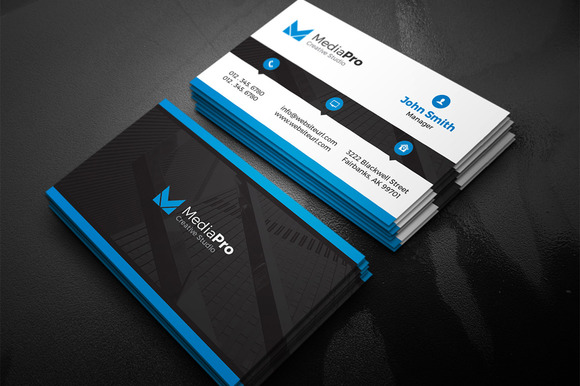 MediaPro
Creative Studio
012 345 6780
012 345 6780
info@websiteurl.com
www.websiteurl.com
3222 Blackwell Street
Fairbanks, AK 99701
John Smith
Manager
MediaPro
Creative Studio